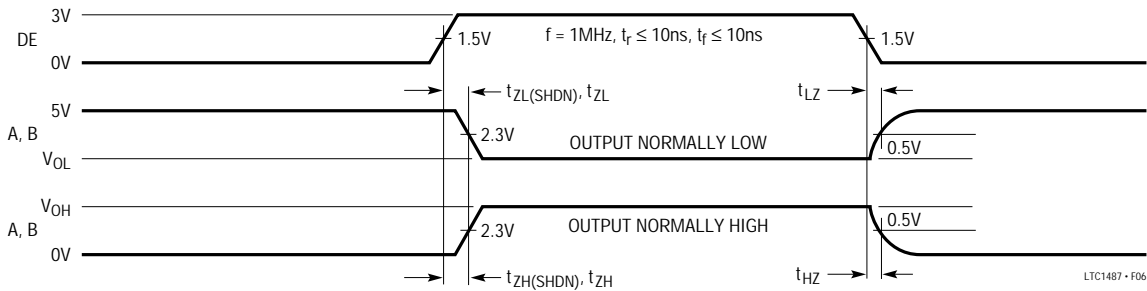 3V
DE
1.5V
f = 1MHz, tr ≤ 10ns, tf ≤ 10ns
1.5V
0V
tZL(SHDN), tZL
tLZ
5V
A, B
2.3V
OUTPUT NORMALLY LOW
0.5V
VOL
VOH
A, B
2.3V
OUTPUT NORMALLY HIGH
0.5V
0V
tZH(SHDN), tZH
tHZ
LTC1487 • F06